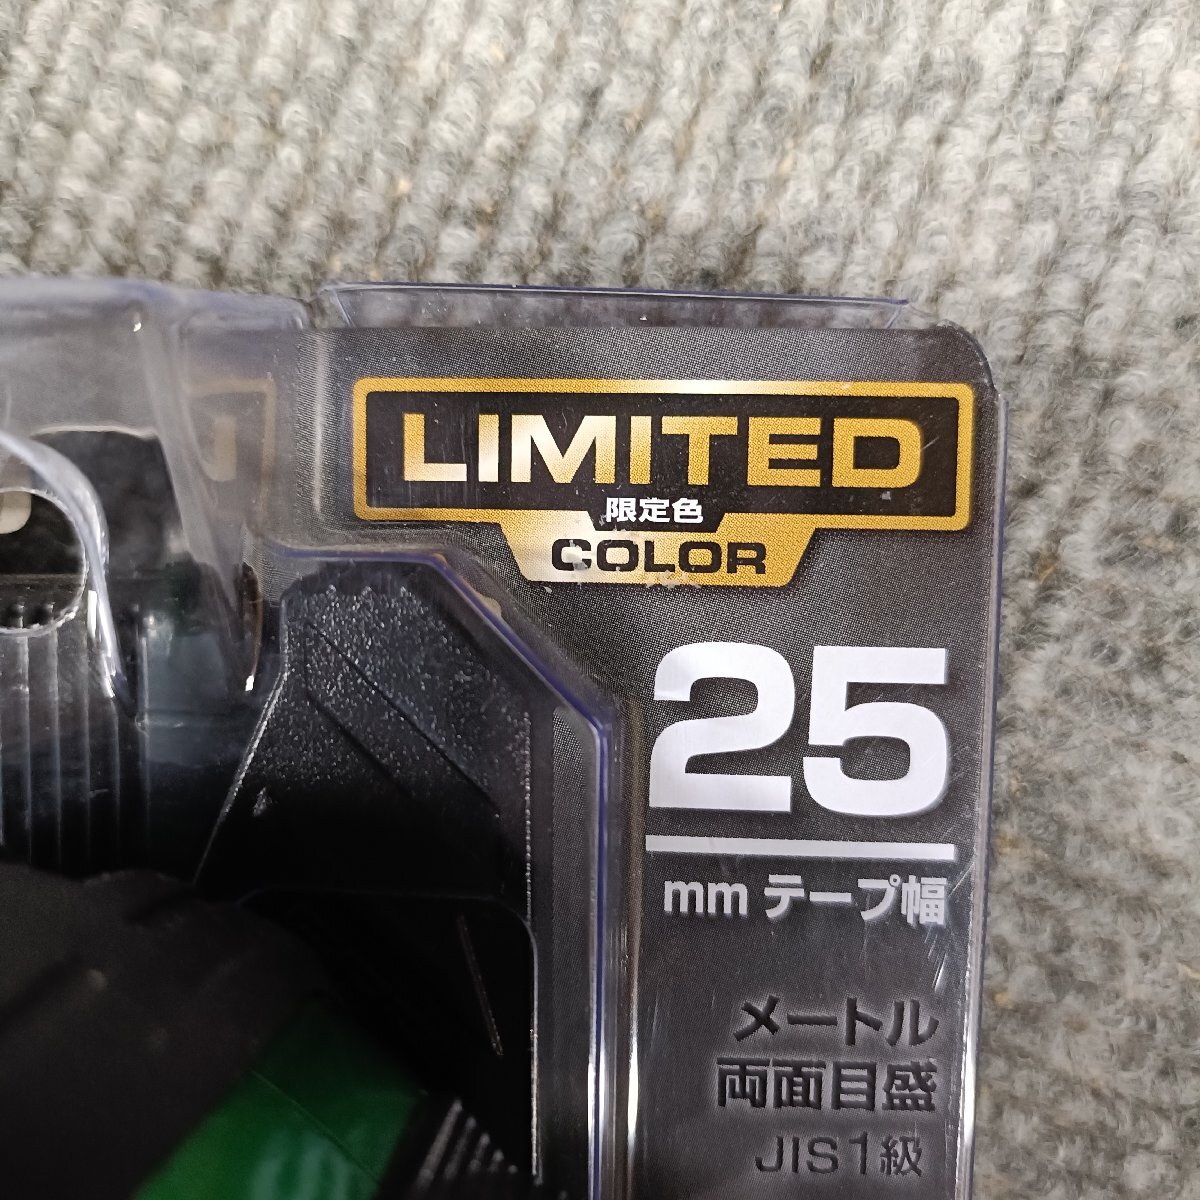 LIMITED
限定色
COLOR
25
mm テープ幅
メートル
両面目盛
JIS1級